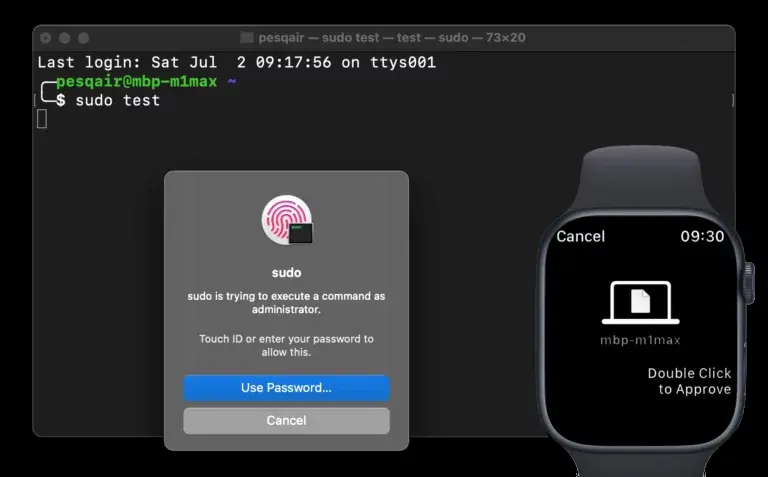 pesqair — sudo test — test — sudo — 73×20
Last login: Sat Jul  2 09:17:56 on ttys001
pesqair@mbp-m1max ~
$ sudo test
sudo
sudo is trying to execute a command as
administrator.
Touch ID or enter your password to
allow this.
Use Password...
Cancel
Cancel 09:30
mbp-m1max
Double Click
to Approve